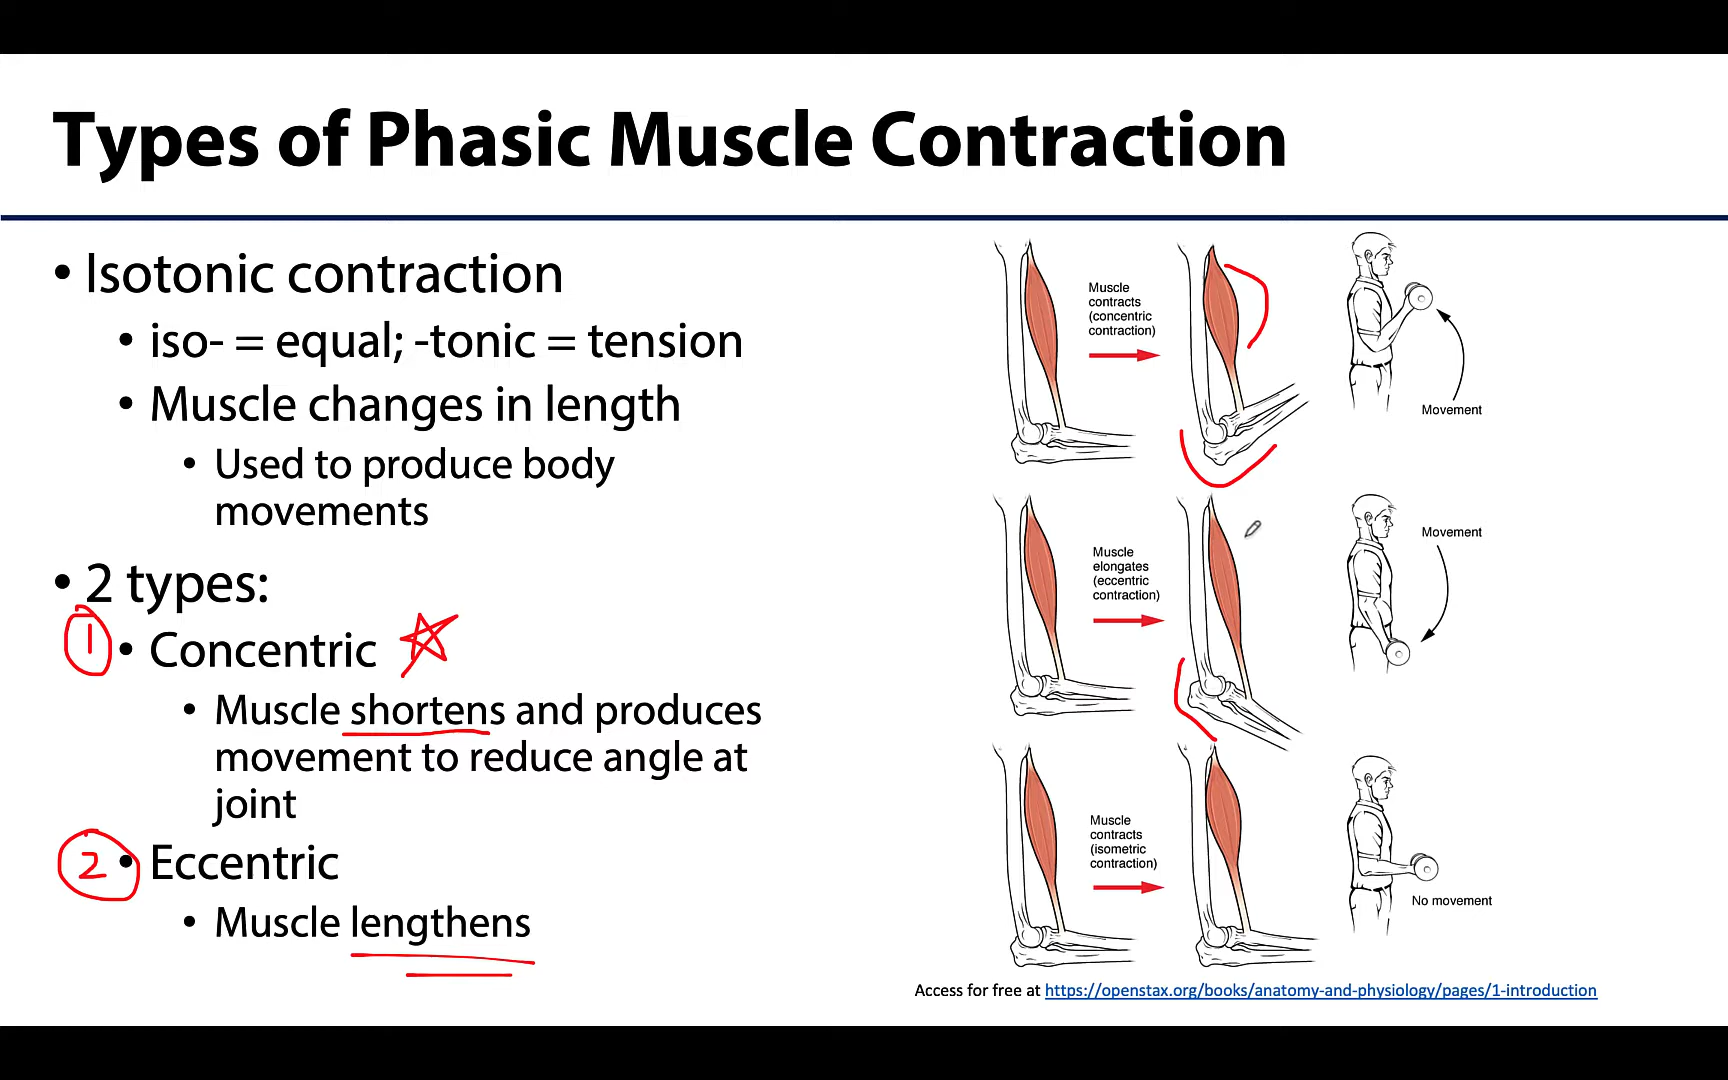 Types of Phasic Muscle Contraction
• Isotonic contraction
• iso- = equal; -tonic = tension
• Muscle changes in length
• Used to produce body
movements
• 2 types:
1 • Concentric
• Muscle shortens and produces
movement to reduce angle at
joint
2 • Eccentric
• Muscle lengthens
Muscle
contracts
(concentric
contraction)
Movement
Muscle
elongates
(eccentric
contraction)
Movement
Muscle
contracts
(isometric
contraction)
No movement
Access for free at https://openstax.org/books/anatomy-and-physiology/pages/1-introduction